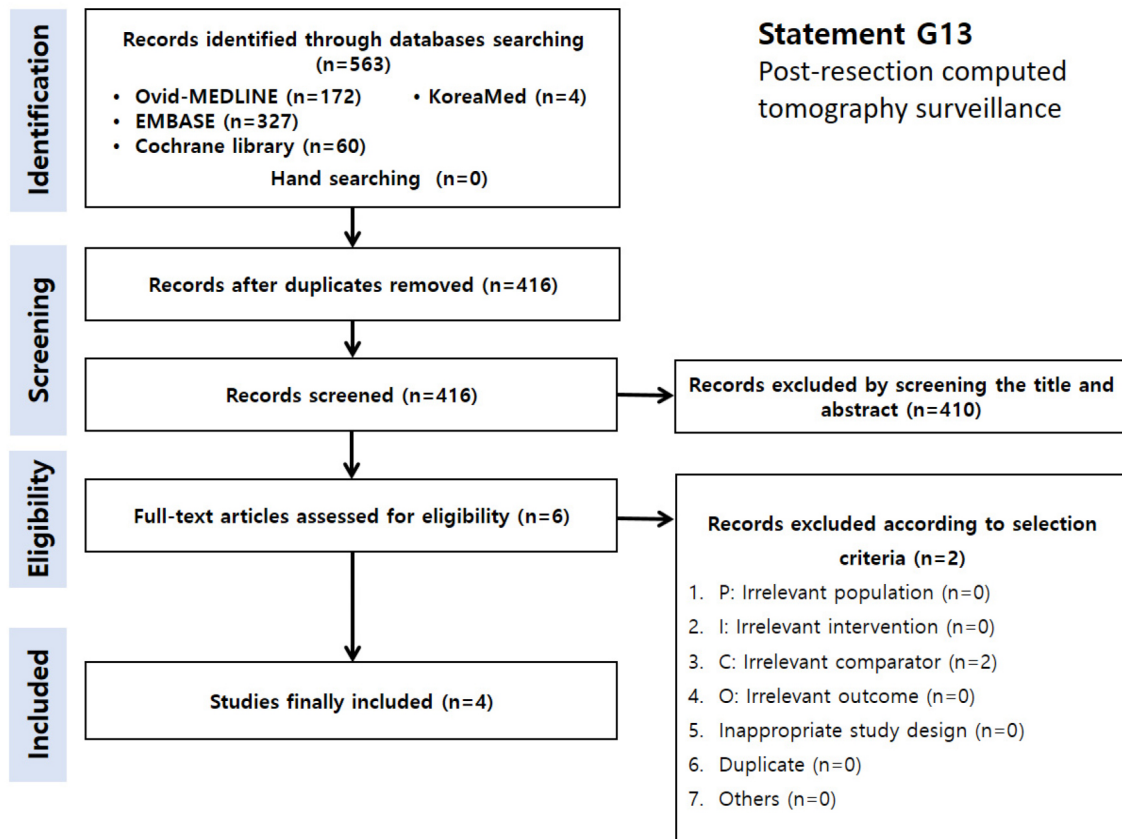 Statement G13
Post-resection computed
tomography surveillance
Identification
Records identified through databases searching
(n=563)
• Ovid-MEDLINE (n=172)
• KoreaMed (n=4)
• EMBASE (n=327)
• Cochrane library (n=60)
Hand searching (n=0)
Screening
Records after duplicates removed (n=416)
Records screened (n=416)
Records excluded by screening the title and
abstract (n=410)
Eligibility
Full-text articles assessed for eligibility (n=6)
Records excluded according to selection
criteria (n=2)
1. P: Irrelevant population (n=0)
2. I: Irrelevant intervention (n=0)
3. C: Irrelevant comparator (n=2)
4. O: Irrelevant outcome (n=0)
5. Inappropriate study design (n=0)
6. Duplicate (n=0)
7. Others (n=0)
Included
Studies finally included (n=4)